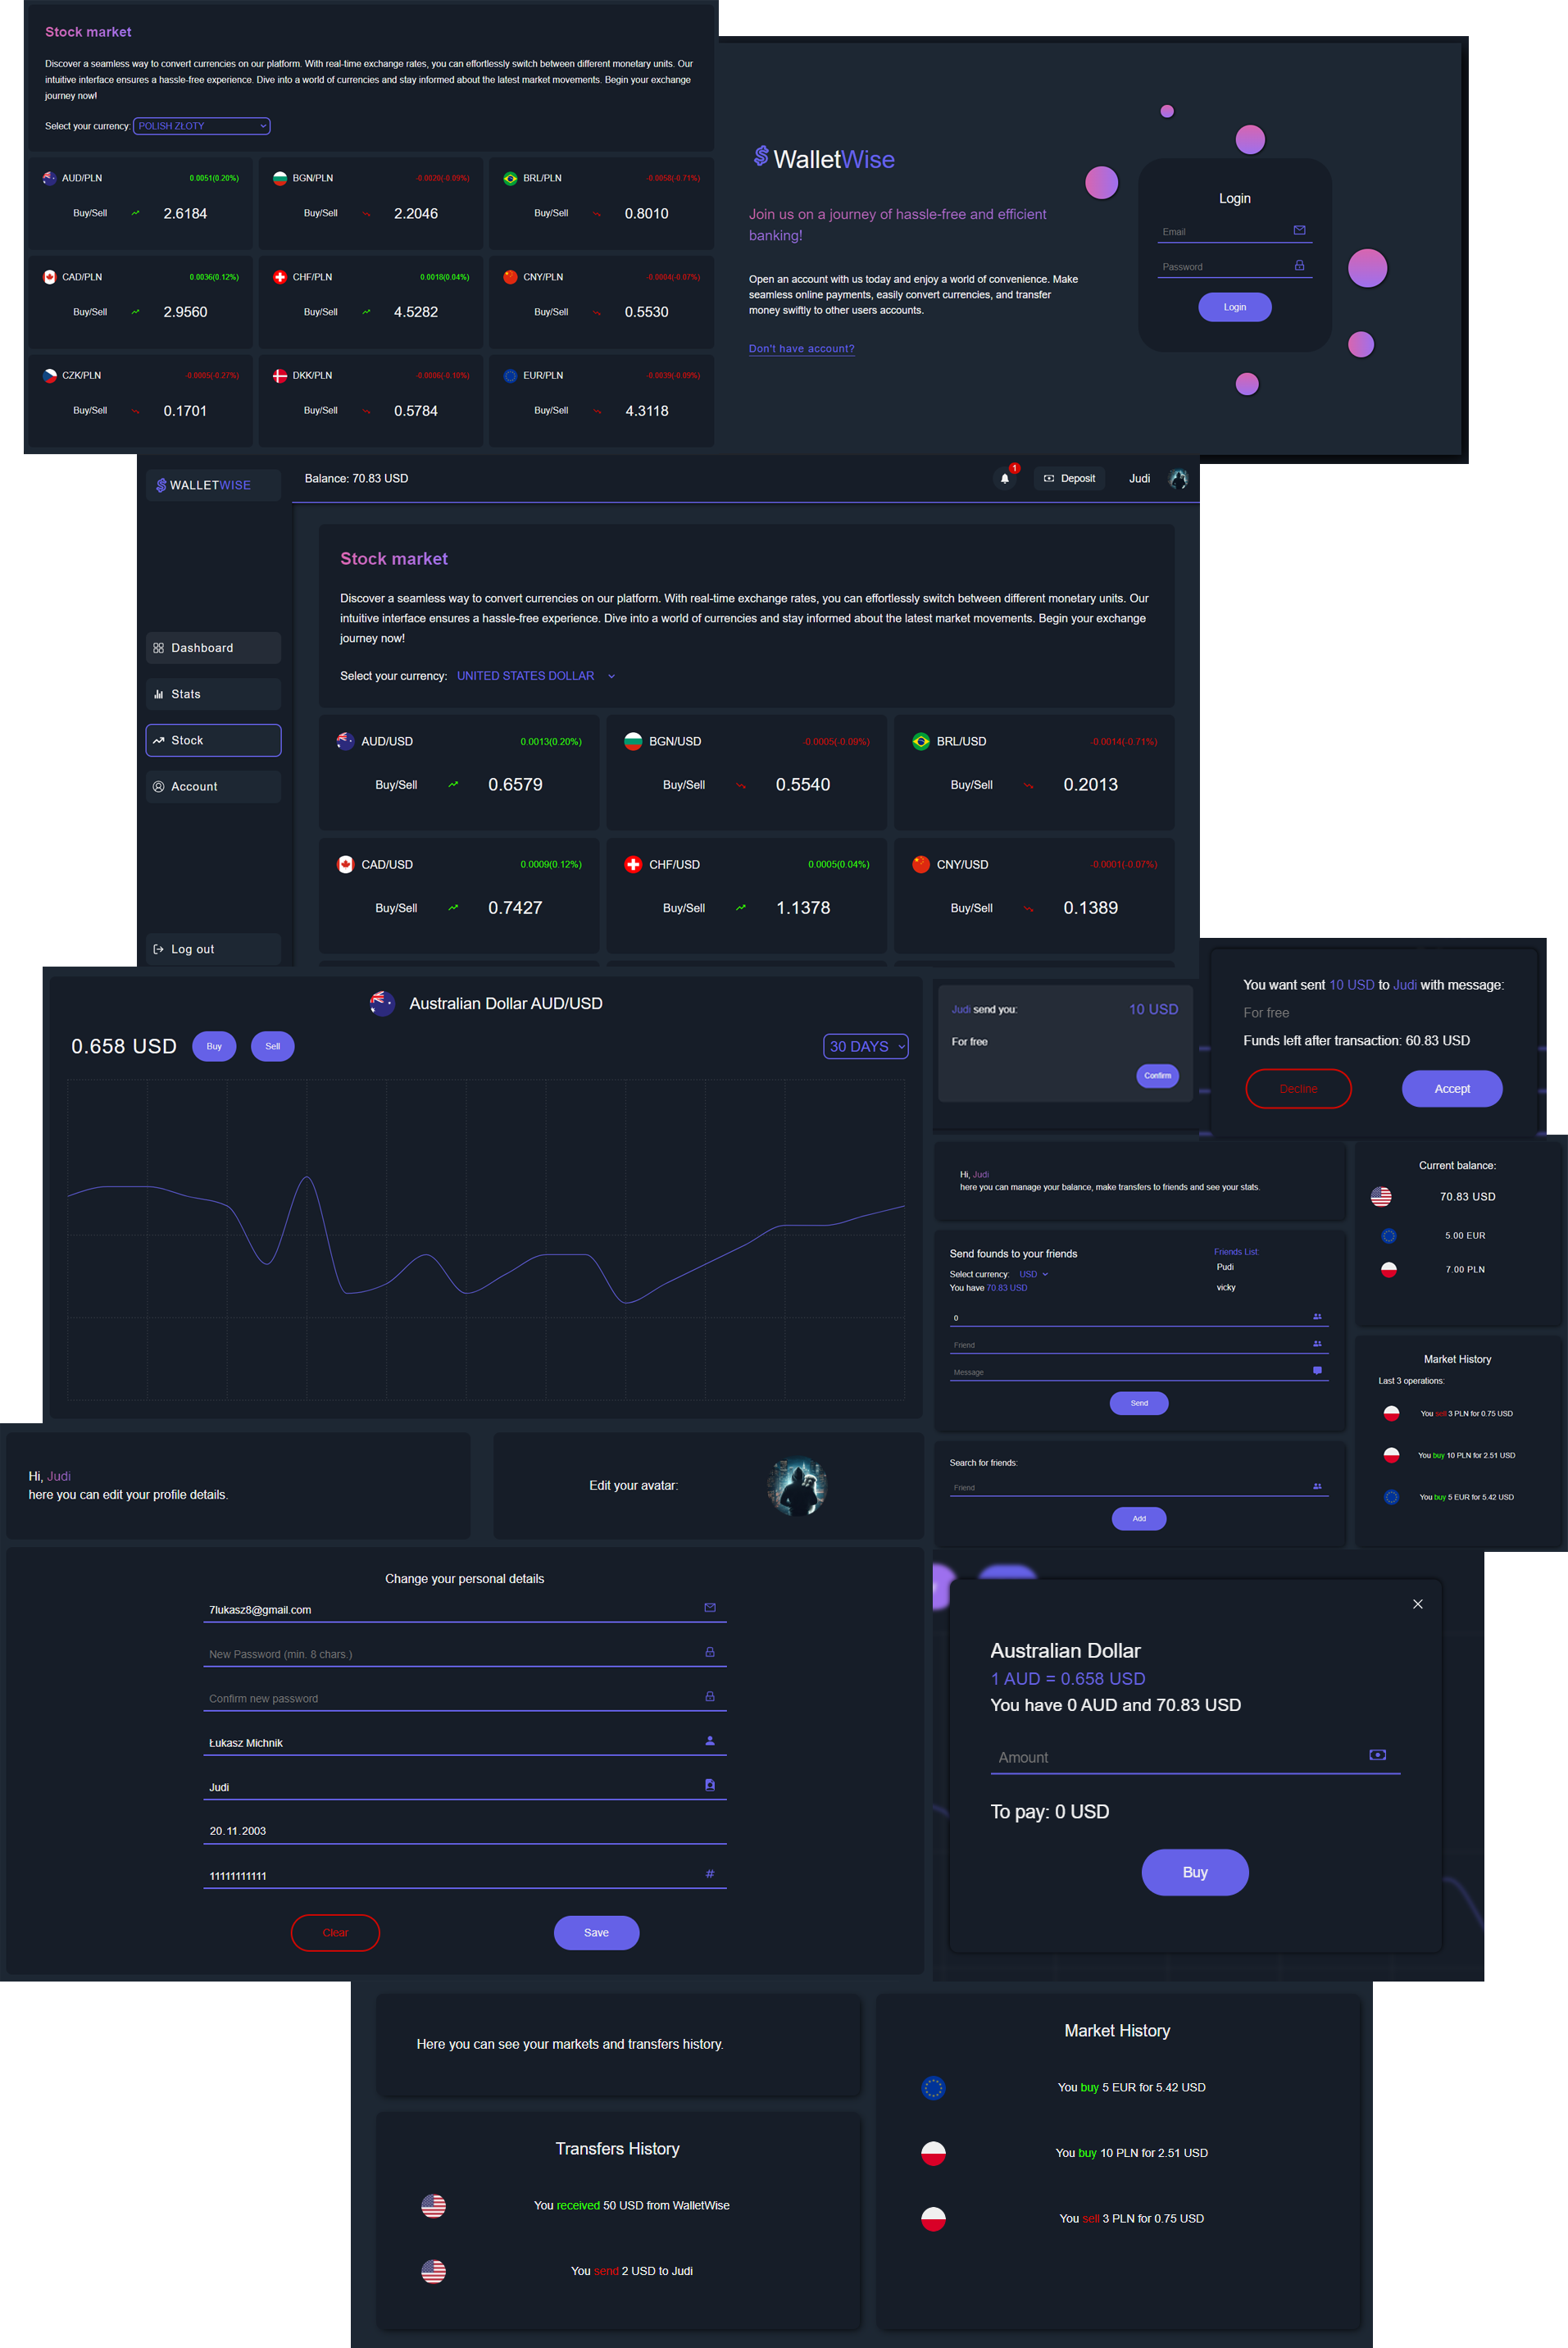 Stock market
Discover a seamless way to convert currencies on our platform. With real-time exchange rates, you can effortlessly switch between different monetary units. Our
intuitive interface ensures a hassle-free experience. Dive into a world of currencies and stay informed about the latest market movements. Begin your exchange
journey now!
Select your currency: POLISH ZŁOTY
AUD/PLN 0.0051(0.20%)
Buy/Sell 2.6184
BGN/PLN -0.0020(-0.09%)
Buy/Sell 2.2046
BRL/PLN -0.0058(-0.71%)
Buy/Sell 0.8010
CAD/PLN 0.0036(0.12%)
Buy/Sell 2.9560
CHF/PLN 0.0018(0.04%)
Buy/Sell 4.5282
CNY/PLN -0.0004(-0.07%)
Buy/Sell 0.5530
CZK/PLN -0.0005(-0.27%)
Buy/Sell 0.1701
DKK/PLN -0.0006(-0.10%)
Buy/Sell 0.5784
EUR/PLN -0.0039(-0.09%)
Buy/Sell 4.3118
WalletWise
Join us on a journey of hassle-free and efficient
banking!
Open an account with us today and enjoy a world of convenience. Make
seamless online payments, easily convert currencies, and transfer
money swiftly to other users accounts.
Don't have account?
Login
Email
Password
Login
WALLETWISE
Balance: 70.83 USD
1
Deposit
Judi
Dashboard
Stats
Stock
Account
Log out
Stock market
Discover a seamless way to convert currencies on our platform. With real-time exchange rates, you can effortlessly switch between different monetary units. Our
intuitive interface ensures a hassle-free experience. Dive into a world of currencies and stay informed about the latest market movements. Begin your exchange
journey now!
Select your currency: UNITED STATES DOLLAR
AUD/USD 0.0013(0.20%)
Buy/Sell 0.6579
BGN/USD -0.0005(-0.09%)
Buy/Sell 0.5540
BRL/USD -0.0014(-0.71%)
Buy/Sell 0.2013
CAD/USD 0.0009(0.12%)
Buy/Sell 0.7427
CHF/USD 0.0005(0.04%)
Buy/Sell 1.1378
CNY/USD -0.0001(-0.07%)
Buy/Sell 0.1389
Australian Dollar AUD/USD
0.658 USD
Buy
Sell
30 DAYS
Judi send you: 10 USD
For free
Confirm
You want sent 10 USD to Judi with message:
For free
Funds left after transaction: 60.83 USD
Decline
Accept
Hi, Judi
here you can manage your balance, make transfers to friends and see your stats.
Send founds to your friends
Select currency: USD
You have 70.83 USD
Friends List
Pudi
vicky
0
Friend
Message
Send
Search for friends:
Friend
Add
Current balance:
70.83 USD
5.00 EUR
7.00 PLN
Market History
Last 3 operations:
You sell 3 PLN for 0.75 USD
You buy 10 PLN for 2.51 USD
You buy 5 EUR for 5.42 USD
Hi, Judi
here you can edit your profile details.
Edit your avatar:
Change your personal details
7lukasz8@gmail.com
New Password (min. 8 chars.)
Confirm new password
Łukasz Michnik
Judi
20.11.2003
11111111111
Clear
Save
Australian Dollar
1 AUD = 0.658 USD
You have 0 AUD and 70.83 USD
Amount
To pay: 0 USD
Buy
Here you can see your markets and transfers history.
Transfers History
You received 50 USD from WalletWise
You send 2 USD to Judi
Market History
You buy 5 EUR for 5.42 USD
You buy 10 PLN for 2.51 USD
You sell 3 PLN for 0.75 USD